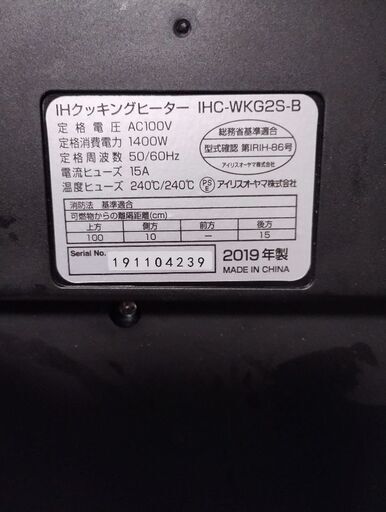 IHクッキングヒーター IHC-WKG2S-B
定格電圧 AC100V
定格消費電力 1400W
定格周波数 50/60Hz
電流ヒューズ 15A
温度ヒューズ 240℃/240℃
総務省基準適合
型式確認 第IRIH-86号
アイリスオーヤマ株式会社
PSE アイリスオーヤマ株式会社
消防法 基準適合
可燃物からの離隔距離(cm)
上方 側方 前方 後方
100 10 — 15
Serial No. 191104239
2019年製
MADE IN CHINA